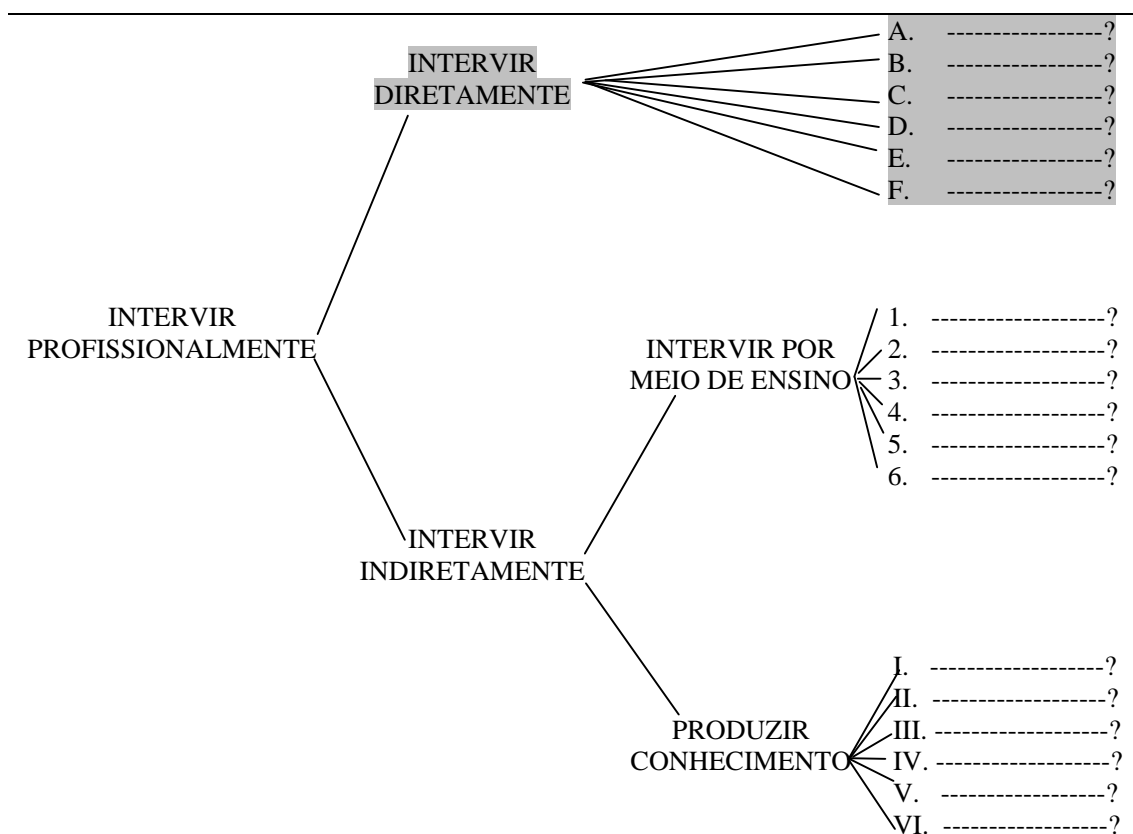 INTERVIR
DIRETAMENTE
A. -----------------?
B. -----------------?
C. -----------------?
D. -----------------?
E. -----------------?
F. -----------------?
INTERVIR
PROFISSIONALMENTE
INTERVIR POR
MEIO DE ENSINO
1. -------------------?
2. -------------------?
3. -------------------?
4. -------------------?
5. -------------------?
6. -------------------?
INTERVIR
INDIRETAMENTE
PRODUZIR
CONHECIMENTO
I. -------------------?
II. ------------------?
III. -------------------?
IV. --------------------?
V. ------------------?
VI. -----------------?